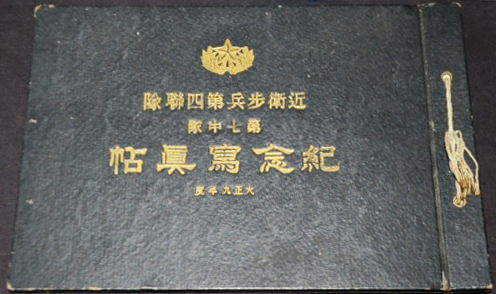 近衛步兵第四聯隊
第七中隊
紀念寫眞帖
大正九年度